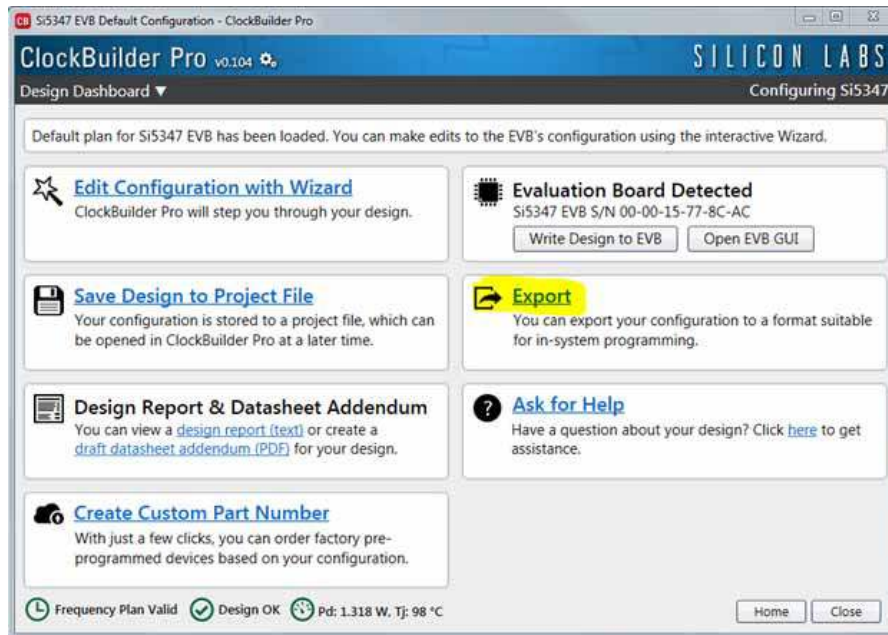 Si5347 EVB Default Configuration - ClockBuilder Pro
ClockBuilder Pro v0.104
SILICON LABS
Design Dashboard ▼
Configuring Si5347
Default plan for Si5347 EVB has been loaded. You can make edits to the EVB's configuration using the interactive Wizard.
Edit Configuration with Wizard
ClockBuilder Pro will step you through your design.
Evaluation Board Detected
Si5347 EVB S/N 00-00-15-77-8C-AC
Write Design to EVB
Open EVB GUI
Save Design to Project File
Your configuration is stored to a project file, which can
be opened in ClockBuilder Pro at a later time.
Export
You can export your configuration to a format suitable
for in-system programming.
Design Report & Datasheet Addendum
You can view a design report (text) or create a
draft datasheet addendum (PDF) for your design.
Ask for Help
Have a question about your design? Click here to get
assistance.
Create Custom Part Number
With just a few clicks, you can order factory pre-
programmed devices based on your configuration.
Frequency Plan Valid
Design OK
Pd: 1.318 W, Tj: 98 °C
Home
Close